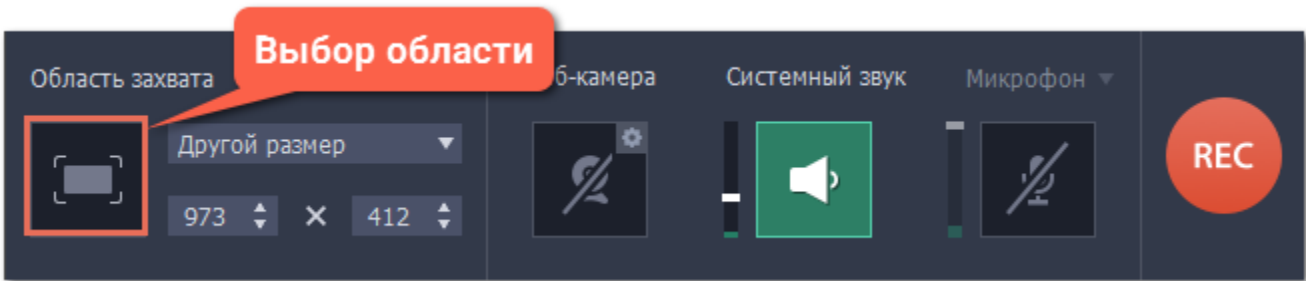 Выбор области
Область захвата
б-камера
Системный звук
Микрофон
Другой размер
973 × 412
REC